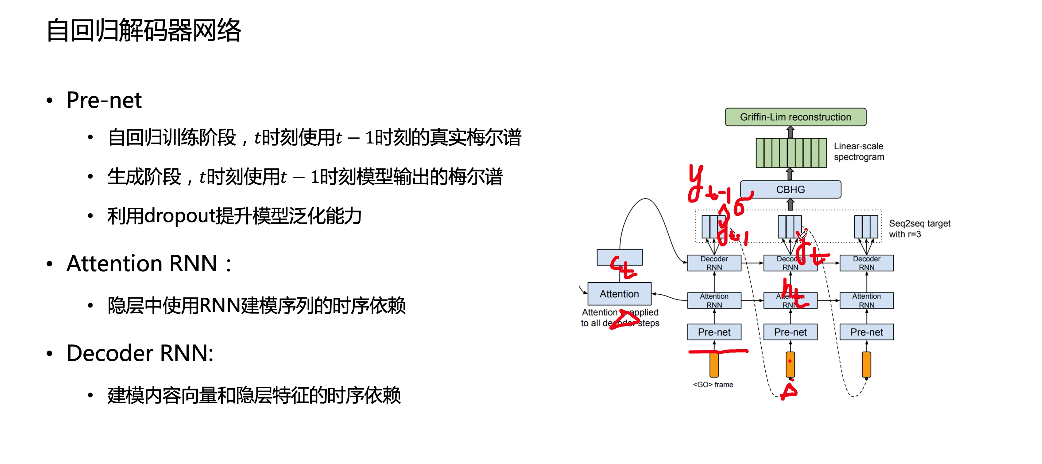 自回归解码器网络
• Pre-net
• 自回归训练阶段，t时刻使用t − 1时刻的真实梅尔谱
• 生成阶段，t时刻使用t − 1时刻模型输出的梅尔谱
• 利用dropout提升模型泛化能力
• Attention RNN：
• 隐层中使用RNN建模序列的时序依赖
• Decoder RNN:
• 建模内容向量和隐层特征的时序依赖
Griffin-Lim reconstruction
Linear-scale
spectrogram
CBHG
y t-1
Seq2seq target
with r=3
Decoder
RNN
Decoder
RNN
Decoder
RNN
y t
c t
Attention
Attention
RNN
Attention
RNN
Attention
RNN
h t
Attention applied
to all decoder steps
Pre-net
Pre-net
Pre-net
<GO> frame